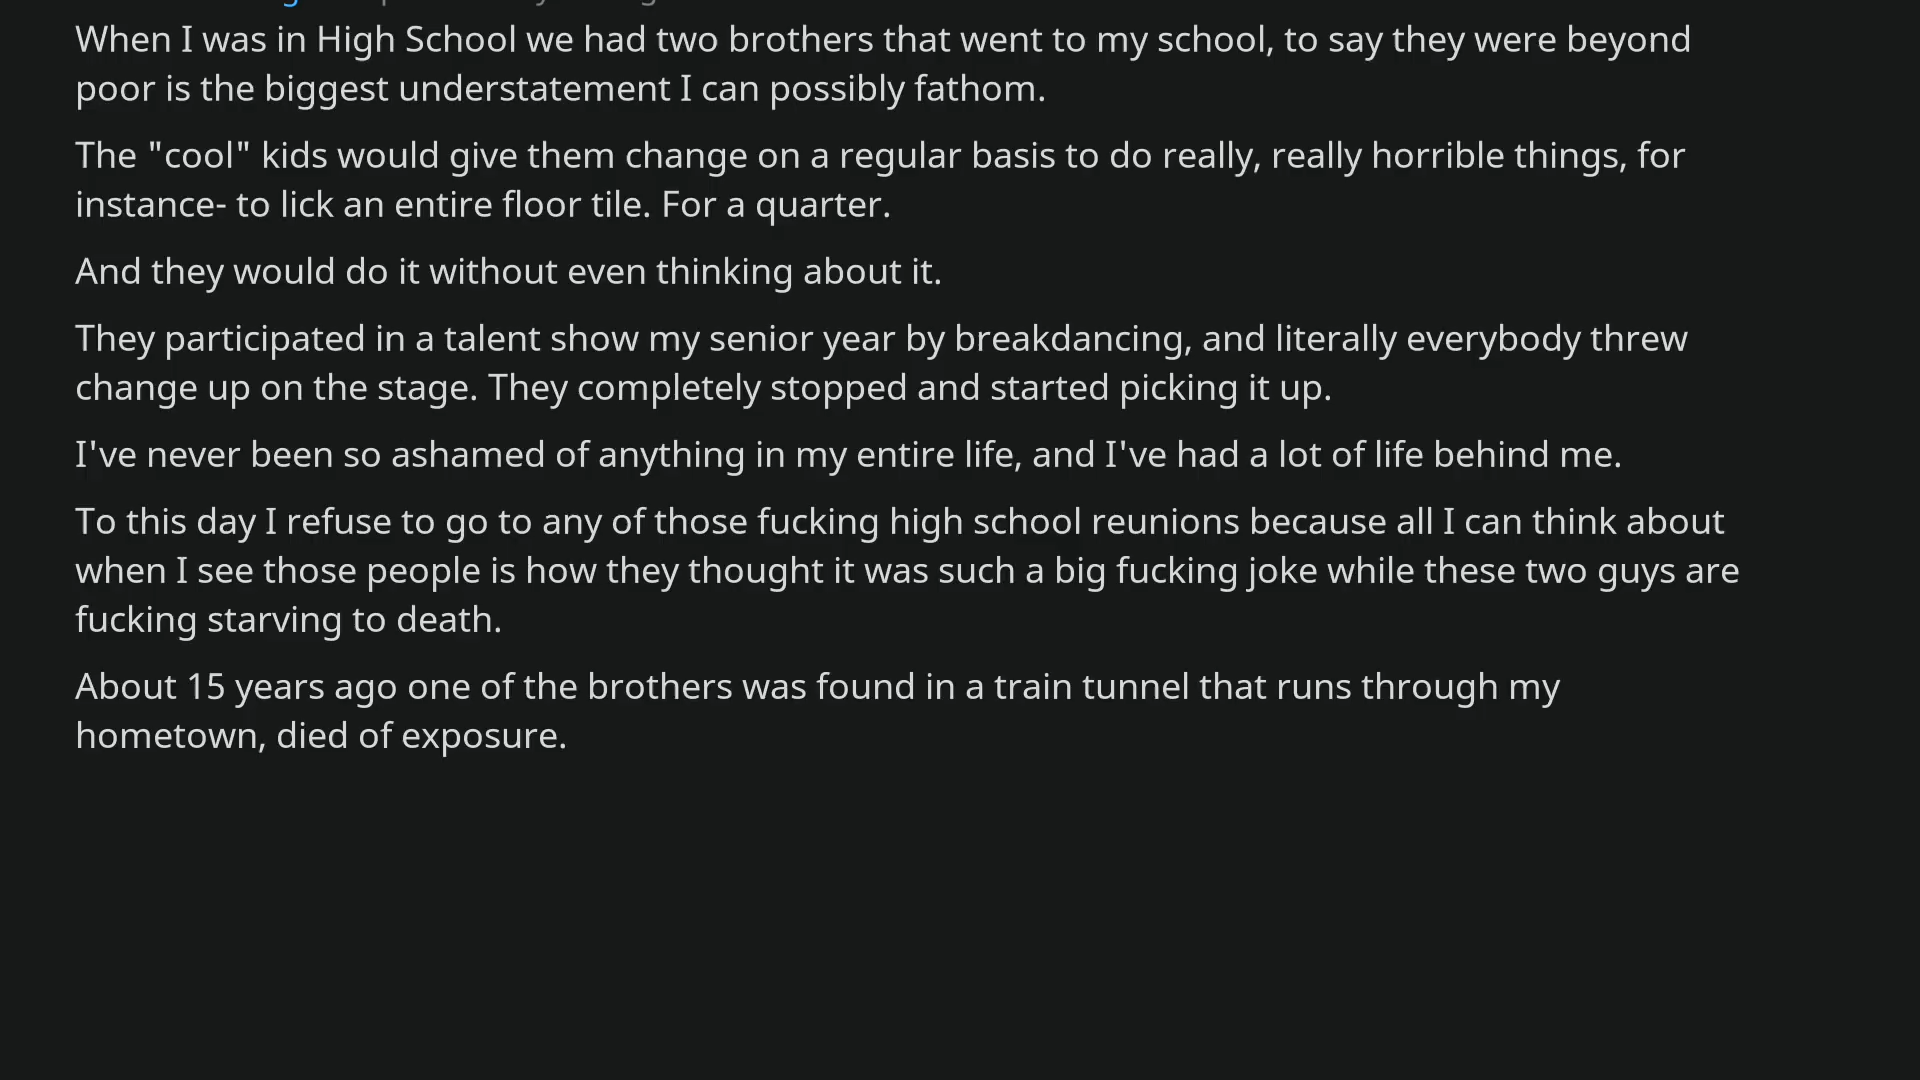 When I was in High School we had two brothers that went to my school, to say they were beyond
poor is the biggest understatement I can possibly fathom.
The "cool" kids would give them change on a regular basis to do really, really horrible things, for
instance- to lick an entire floor tile. For a quarter.
And they would do it without even thinking about it.
They participated in a talent show my senior year by breakdancing, and literally everybody threw
change up on the stage. They completely stopped and started picking it up.
I've never been so ashamed of anything in my entire life, and I've had a lot of life behind me.
To this day I refuse to go to any of those fucking high school reunions because all I can think about
when I see those people is how they thought it was such a big fucking joke while these two guys are
fucking starving to death.
About 15 years ago one of the brothers was found in a train tunnel that runs through my
hometown, died of exposure.